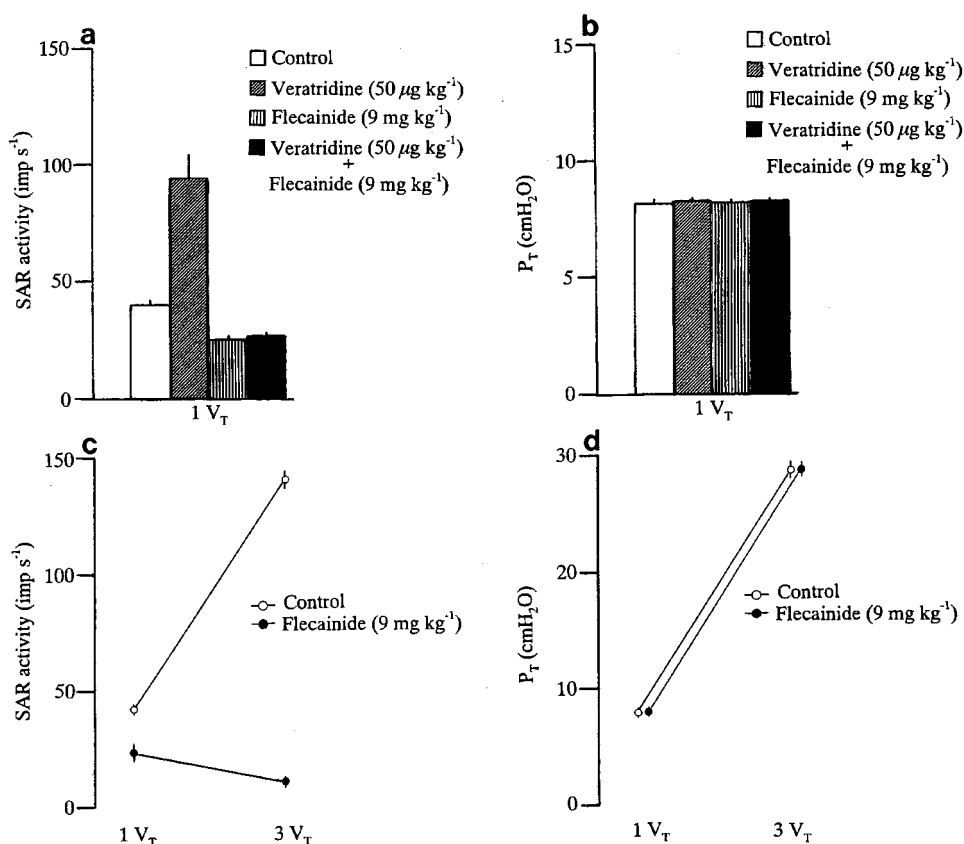 a
150
100
50
0
SAR activity (imp s⁻¹)
Control
Veratridine (50 µg kg⁻¹)
Flecainide (9 mg kg⁻¹)
Veratridine (50 µg kg⁻¹)
+
Flecainide (9 mg kg⁻¹)
1 V_T
b
15
10
5
0
P_T (cmH₂O)
Control
Veratridine (50 µg kg⁻¹)
Flecainide (9 mg kg⁻¹)
Veratridine (50 µg kg⁻¹)
+
Flecainide (9 mg kg⁻¹)
1 V_T
c
150
100
50
0
SAR activity (imp s⁻¹)
Control
Flecainide (9 mg kg⁻¹)
1 V_T 3 V_T
d
30
20
10
0
P_T (cmH₂O)
Control
Flecainide (9 mg kg⁻¹)
1 V_T 3 V_T